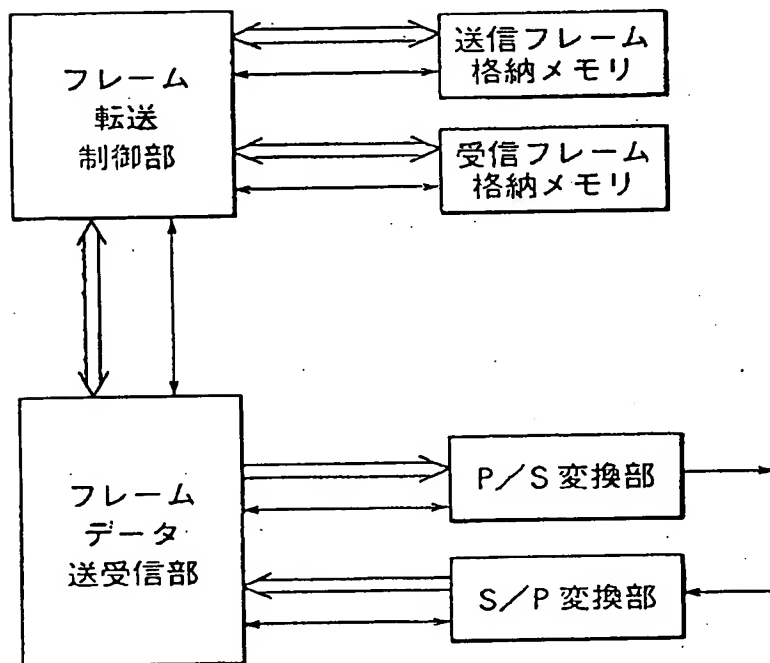 フレーム
転送
制御部
送信フレーム
格納メモリ
受信フレーム
格納メモリ
フレーム
データ
送受信部
P/S変換部
S/P変換部